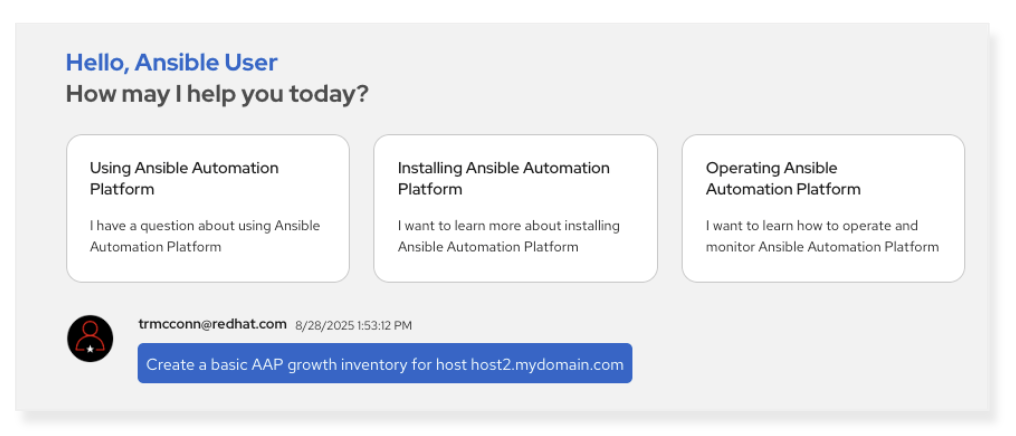 Hello, Ansible User
How may I help you today?
Using Ansible Automation
Platform
I have a question about using Ansible
Automation Platform
Installing Ansible Automation
Platform
I want to learn more about installing
Ansible Automation Platform
Operating Ansible
Automation Platform
I want to learn how to operate and
monitor Ansible Automation Platform
trmcconn@redhat.com 8/28/2025 1:53:12 PM
Create a basic AAP growth inventory for host host2.mydomain.com